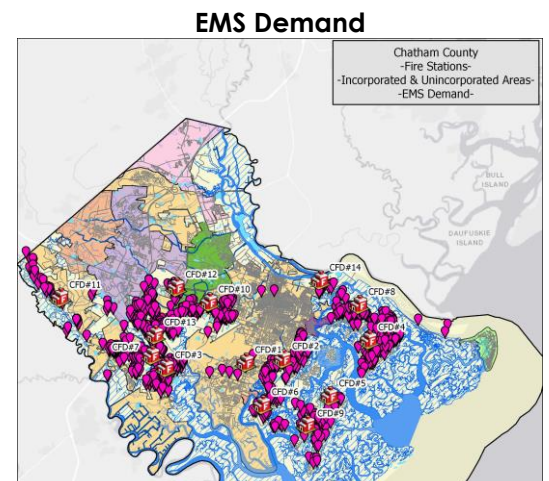 EMS Demand
Chatham County
-Fire Stations-
-Incorporated & Unincorporated Areas-
-EMS Demand-
BULL
ISLAND
DAUFUSKIE
ISLAND
CFD#14
CFD#12
CFD#11
CFD#10
CFD#8
CFD#13
CFD#4
CFD#7
CFD#2
CFD#3
CFD#1
CFD#5
CFD#6
CFD#9